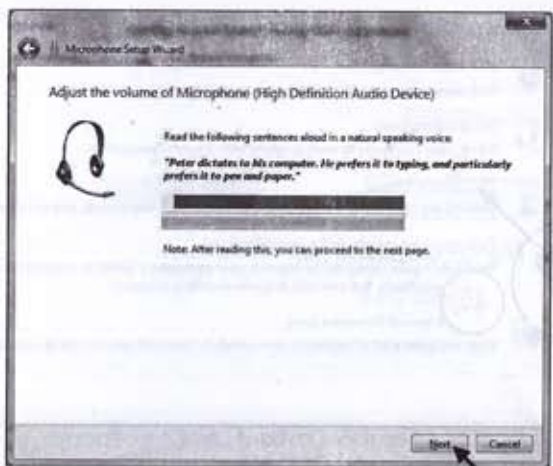 Microphone Setup Wizard
Adjust the volume of Microphone (High Definition Audio Device)
Read the following sentences aloud in a natural speaking voice
"Peter dictates to his computer. He prefers it to typing, and particularly
prefers it to pen and paper."
Note: After reading this, you can proceed to the next page.
Next
Cancel